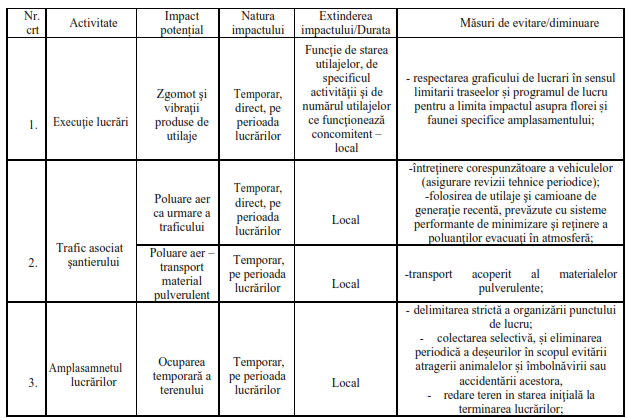 Nr. crt
Activitate
Impact potențial
Natura impactului
Extinderea impactului/Durata
Măsuri de evitare/diminuare
1.
Execuție lucrări
Zgomot și
vibrații
produse de
utilaje
Temporar,
direct, pe
perioada
lucrărilor
Funcție de starea
utilajelor, de
specificul
activității și de
numărul utilajelor
ce funcționează
concomitent –
local
- respectarea graficului de lucrari în sensul
limitarii traseelor și programul de lucru
pentru a limita impactul asupra florei și
faunei specifice amplasamentului;
2.
Trafic asociat
șantierului
Poluare aer
ca urmare a
traficului
Temporar,
direct, pe
perioada
lucrărilor
Local
-întreținere corespunzătoare a vehiculelor
(asigurare revizii tehnice periodice);
-folosirea de utilaje și camioane de
generație recentă, prevăzute cu sisteme
performante de minimizare și reținere a
poluanților evacuați în atmosferă;
Poluare aer –
transport
material
pulverulent
Temporar,
pe perioada
lucrărilor
Local
-transport acoperit al materialelor
pulverulente;
3.
Amplasamnetul
lucrărilor
Ocuparea
temporară a
terenului
Temporar,
pe perioada
lucrărilor
Local
- delimitarea strictă a organizării punctului
de lucru;
- colectarea selectivă, și eliminarea
periodică a deșeurilor în scopul evitării
atragerii animalelor și îmbolnăvirii sau
accidentării acestora,
- redare teren in starea inițială la
terminarea lucrărilor;